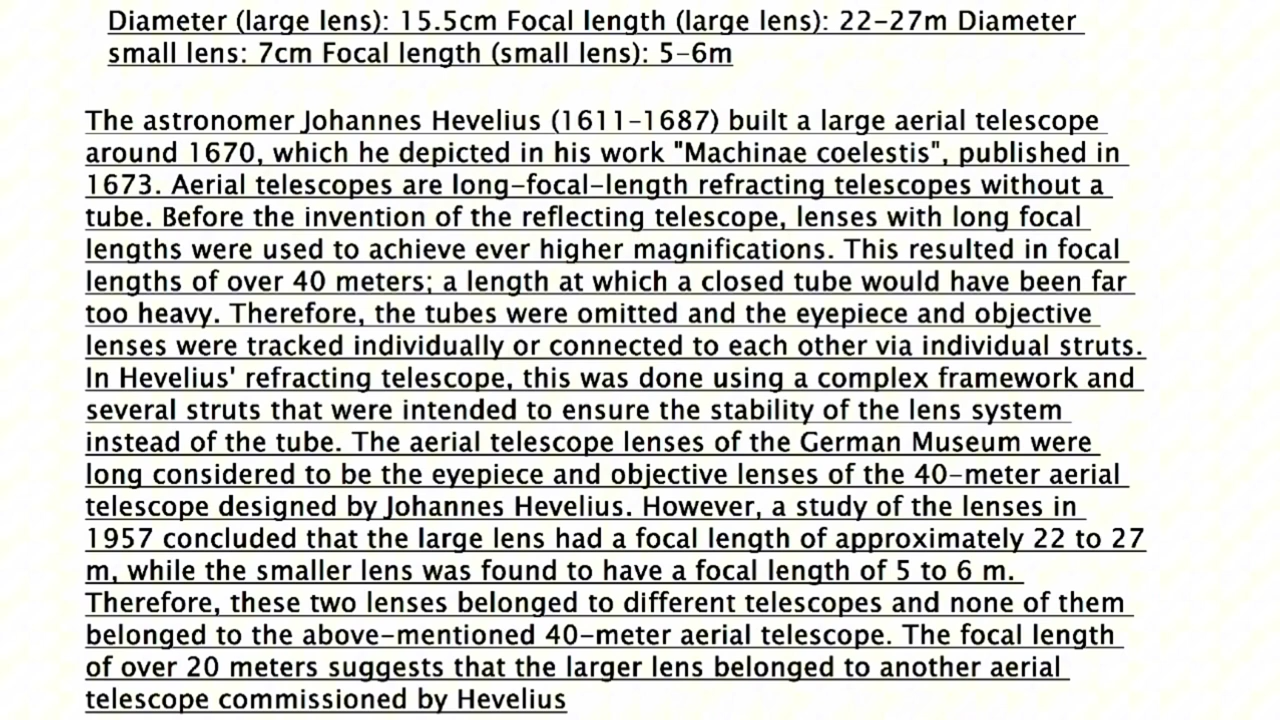 Diameter (large lens): 15.5cm Focal length (large lens): 22-27m Diameter
small lens: 7cm Focal length (small lens): 5-6m
The astronomer Johannes Hevelius (1611-1687) built a large aerial telescope
around 1670, which he depicted in his work "Machinae coelestis", published in
1673. Aerial telescopes are long-focal-length refracting telescopes without a
tube. Before the invention of the reflecting telescope, lenses with long focal
lengths were used to achieve ever higher magnifications. This resulted in focal
lengths of over 40 meters; a length at which a closed tube would have been far
too heavy. Therefore, the tubes were omitted and the eyepiece and objective
lenses were tracked individually or connected to each other via individual struts.
In Hevelius' refracting telescope, this was done using a complex framework and
several struts that were intended to ensure the stability of the lens system
instead of the tube. The aerial telescope lenses of the German Museum were
long considered to be the eyepiece and objective lenses of the 40-meter aerial
telescope designed by Johannes Hevelius. However, a study of the lenses in
1957 concluded that the large lens had a focal length of approximately 22 to 27
m, while the smaller lens was found to have a focal length of 5 to 6 m.
Therefore, these two lenses belonged to different telescopes and none of them
belonged to the above-mentioned 40-meter aerial telescope. The focal length
of over 20 meters suggests that the larger lens belonged to another aerial
telescope commissioned by Hevelius